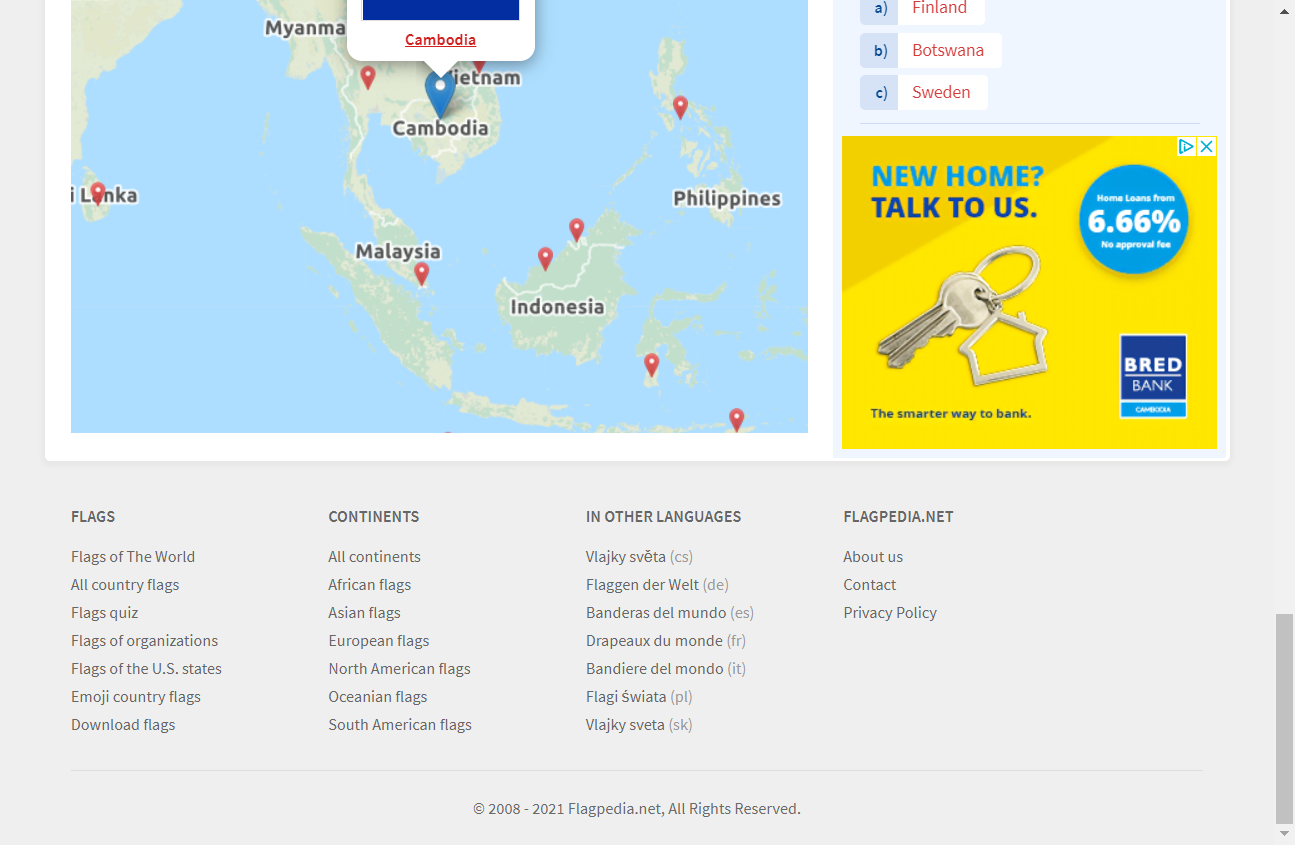 Myanma
Cambodia
Vietnam
Cambodia
i Lanka
Philippines
Malaysia
Indonesia
a) Finland
b) Botswana
c) Sweden
NEW HOME?
TALK TO US.
Home Loans from
6.66%
No approval fee
BRED
BANK
CAMBODIA
The smarter way to bank.
FLAGS
Flags of The World
All country flags
Flags quiz
Flags of organizations
Flags of the U.S. states
Emoji country flags
Download flags
CONTINENTS
All continents
African flags
Asian flags
European flags
North American flags
Oceanian flags
South American flags
IN OTHER LANGUAGES
Vlajky světa (cs)
Flaggen der Welt (de)
Banderas del mundo (es)
Drapeaux du monde (fr)
Bandiere del mondo (it)
Flagi świata (pl)
Vlajky sveta (sk)
FLAGPEDIA.NET
About us
Contact
Privacy Policy
© 2008 - 2021 Flagpedia.net, All Rights Reserved.